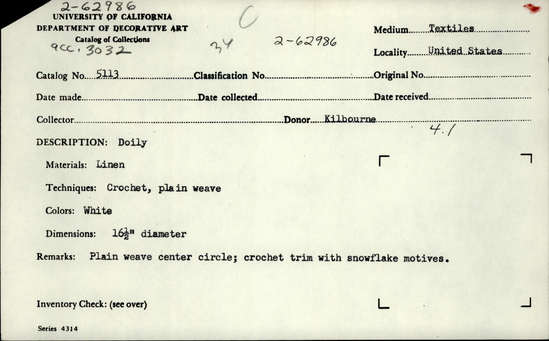 2-62986
UNIVERSITY OF CALIFORNIA
DEPARTMENT OF DECORATIVE ART
Catalog of Collections
acc. 3032
34
2-62986
Medium Textiles
Locality United States
Catalog No. 5113 Classification No. Original No.
Date made Date collected Date received
Collector Donor Kilbourne
4.1
DESCRIPTION: Doily
Materials: Linen
Techniques: Crochet, plain weave
Colors: White
Dimensions: 16½" diameter
Remarks: Plain weave center circle; crochet trim with snowflake motives.
Inventory Check: (see over)
Series 4314